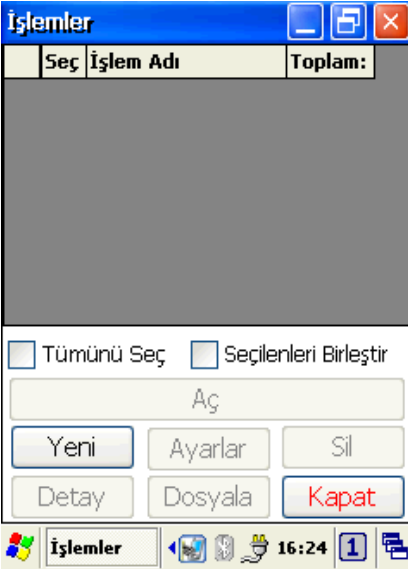 İşlemler
Seç İşlem Adı Toplam:
Tümünü Seç Seçilenleri Birleştir
Aç
Yeni Ayarlar Sil
Detay Dosyala Kapat
İşlemler 16:24 1